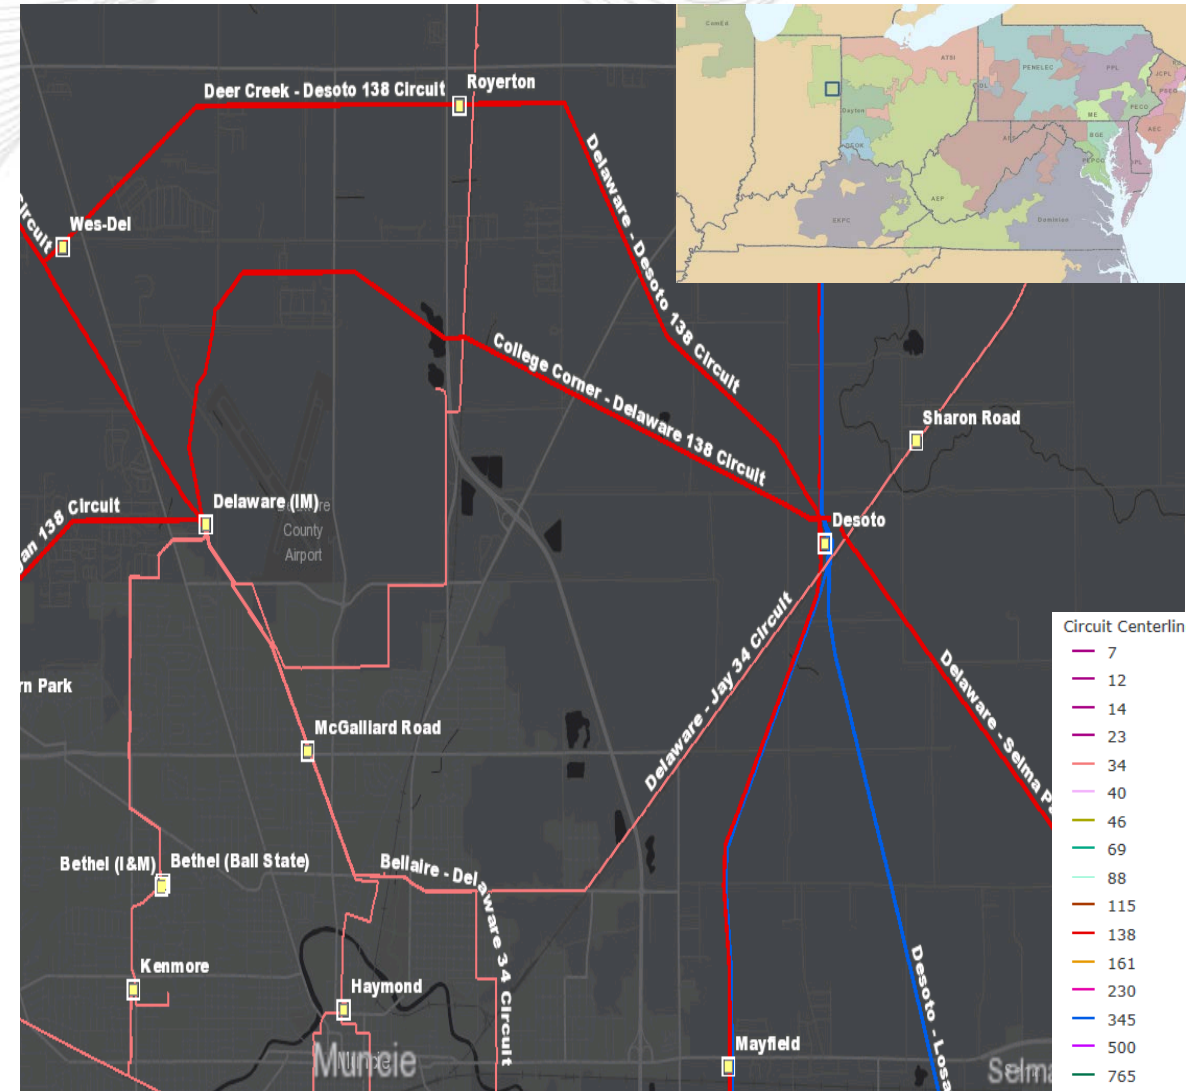 Deer Creek - Desoto 138 Circuit
Royerton
Wes-Del
Circuit
Delaware - Desoto 138 Circuit
College Corner - Delaware 138 Circuit
Sharon Road
Delaware (IM)
County
Airport
138 Circuit
Desoto
Delaware - Jay 34 Circuit
Delaware - Selma
rn Park
McGalliard Road
Bethel (I&M)
Bethel (Ball State)
Bellaire - Delaware 34 Circuit
Kenmore
Haymond
Desoto - Losa
Mayfield
Muncie
Selma
ComEd
ATSI
PENELEC
PPL
JCPL
PSEG
PECO
ME
AEC
Dayton
DEOK
BGE
PEPCO
DPL
AEP
EKPC
Dominion
Circuit Centerlin
7
12
14
23
34
40
46
69
88
115
138
161
230
345
500
765